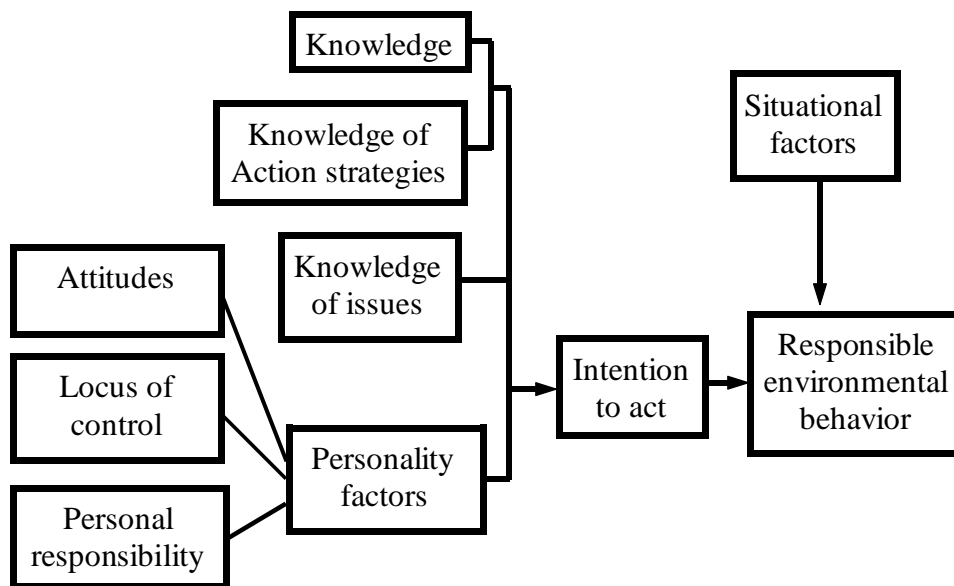 Knowledge
Knowledge of
Action strategies
Knowledge
of issues
Attitudes
Locus of
control
Personal
responsibility
Personality
factors
Intention
to act
Situational
factors
Responsible
environmental
behavior